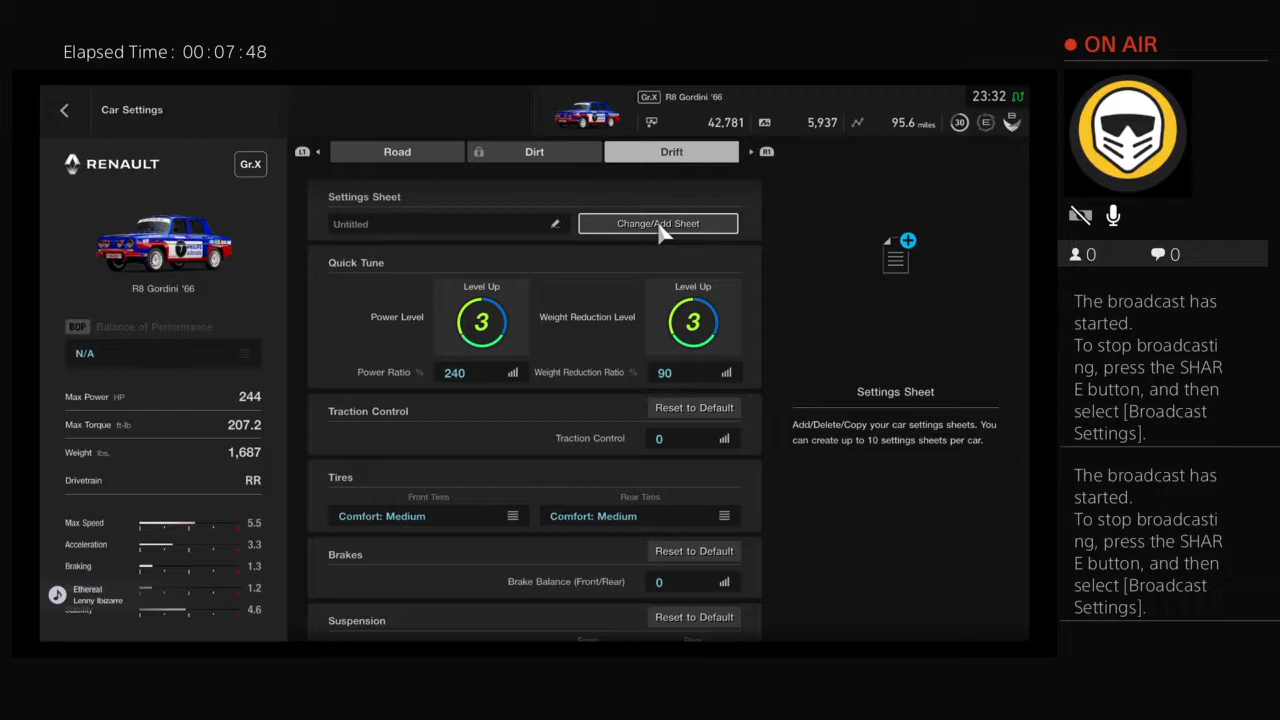 Elapsed Time: 00:07:48
ON AIR
Car Settings
Gr.X R8 Gordini '66
23:32
42,781 5,937 95.6 miles 30 E B
RENAULT
Gr.X
L1 Road Dirt Drift R1
Settings Sheet
Untitled
Change/Add Sheet
Quick Tune
Level Up
Level Up
Power Level 3 Weight Reduction Level 3
Power Ratio % 240 Weight Reduction Ratio % 90
Traction Control Reset to Default
Traction Control 0
Tires
Front Tires Rear Tires
Comfort: Medium Comfort: Medium
Brakes Reset to Default
Brake Balance (Front/Rear) 0
Suspension Reset to Default
R8 Gordini '66
BOP Balance of Performance
N/A
Max Power HP 244
Max Torque ft-lb 207.2
Weight lbs. 1,687
Drivetrain RR
Max Speed 5.5
Acceleration 3.3
Braking 1.3
1.2
4.6
Ethereal
Lenny Ibizarre
Settings Sheet
Add/Delete/Copy your car settings sheets. You
can create up to 10 settings sheets per car.
0 0
The broadcast has
started.
To stop broadcasti
ng, press the SHAR
E button, and then
select [Broadcast
Settings].
The broadcast has
started.
To stop broadcasti
ng, press the SHAR
E button, and then
select [Broadcast
Settings].